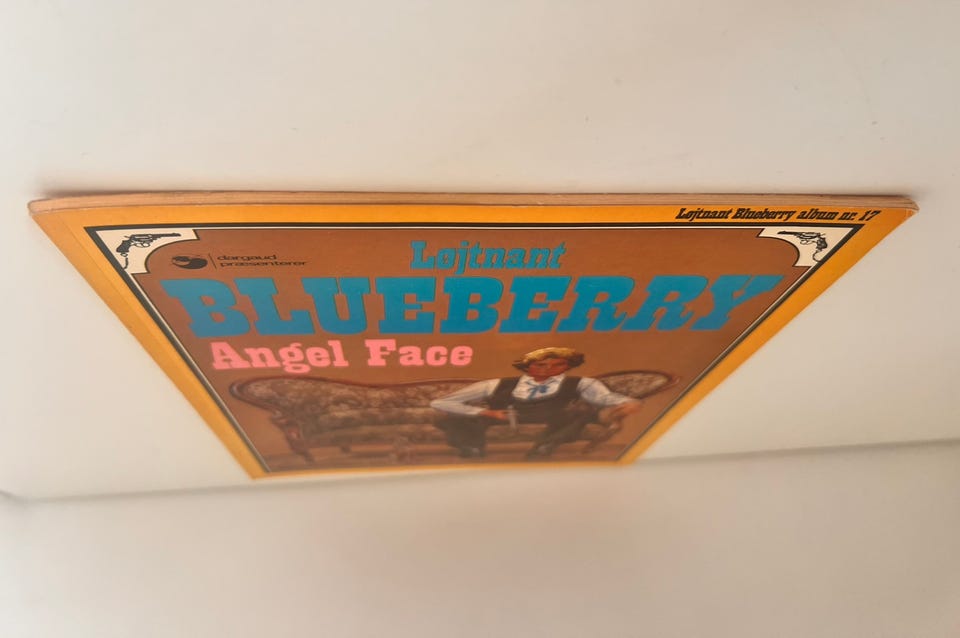 Løjtnant Blueberry album nr. 17
dargaud
præsenterer
Løjtnant
BLUEBERRY
Angel Face